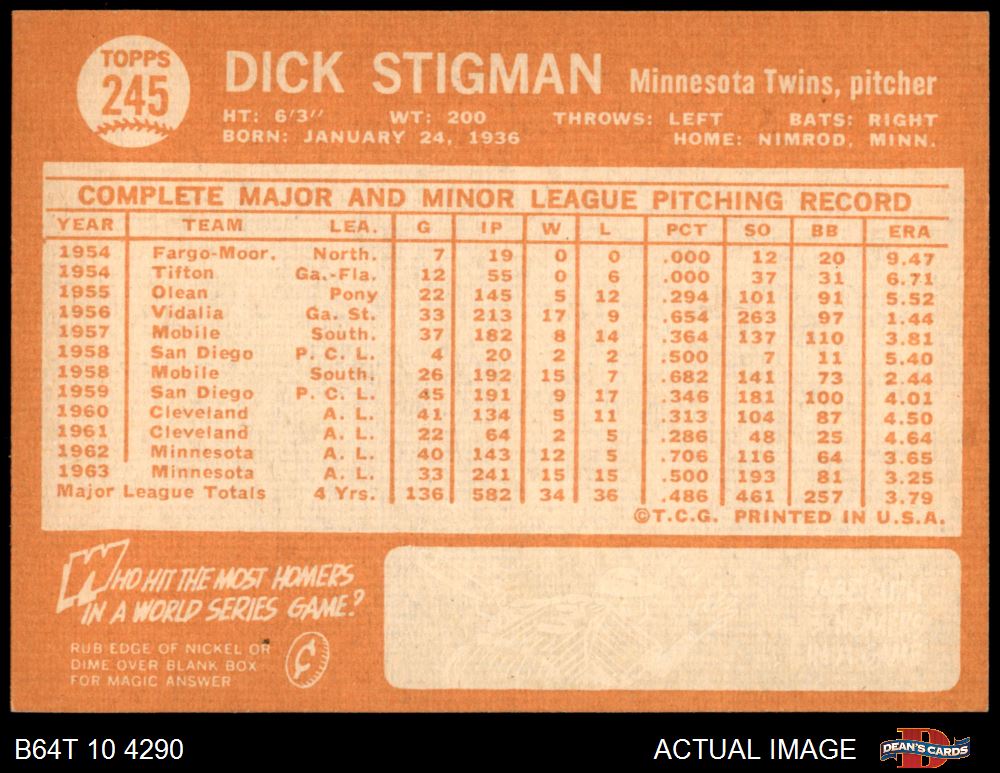 TOPPS
245
DICK STIGMAN Minnesota Twins, pitcher
HT: 6'3" WT: 200 THROWS: LEFT BATS: RIGHT
BORN: JANUARY 24, 1936 HOME: NIMROD, MINN.
COMPLETE MAJOR AND MINOR LEAGUE PITCHING RECORD
YEAR TEAM LEA. G IP W L PCT SO BB ERA
1954 Fargo-Moor. North. 7 19 0 0 .000 12 20 9.47
1954 Tifton Ga.-Fla. 12 55 0 6 .000 37 31 6.71
1955 Olean Pony 22 145 5 12 .294 101 91 5.52
1956 Vidalia Ga. St. 33 213 17 9 .654 263 97 1.44
1957 Mobile South. 37 182 8 14 .364 137 110 3.81
1958 San Diego P. C. L. 4 20 2 2 .500 7 11 5.40
1958 Mobile South. 26 192 15 7 .682 141 73 2.44
1959 San Diego P. C. L. 45 191 9 17 .346 181 100 4.01
1960 Cleveland A. L. 41 134 5 11 .313 104 87 4.50
1961 Cleveland A. L. 22 64 2 5 .286 48 25 4.64
1962 Minnesota A. L. 40 143 12 5 .706 116 64 3.65
1963 Minnesota A. L. 33 241 15 15 .500 193 81 3.25
Major League Totals 4 Yrs. 136 582 34 36 .486 461 257 3.79
©T.C.G. PRINTED IN U.S.A.
WHO HIT THE MOST HOMERS
IN A WORLD SERIES GAME?
RUB EDGE OF NICKEL OR
DIME OVER BLANK BOX
FOR MAGIC ANSWER
¢
B64T 10 4290 ACTUAL IMAGE DEAN'S CARDS